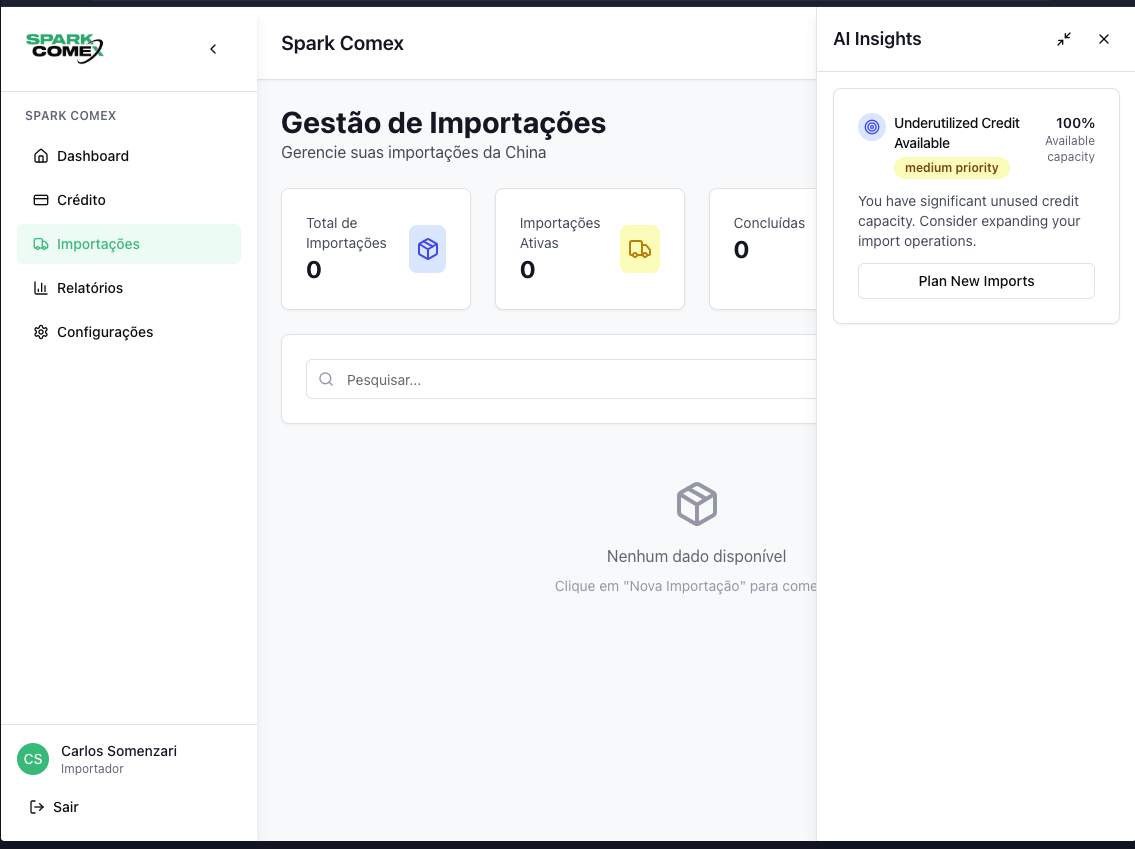 SPARK
COMEX
SPARK COMEX
Dashboard
Crédito
Importações
Relatórios
Configurações
CS
Carlos Somenzari
Importador
Sair
Spark Comex
Gestão de Importações
Gerencie suas importações da China
Total de
Importações
0
Importações
Ativas
0
Concluídas
0
Pesquisar...
Nenhum dado disponível
Clique em "Nova Importação" para come
AI Insights
Underutilized Credit
Available
medium priority
100%
Available
capacity
You have significant unused credit
capacity. Consider expanding your
import operations.
Plan New Imports